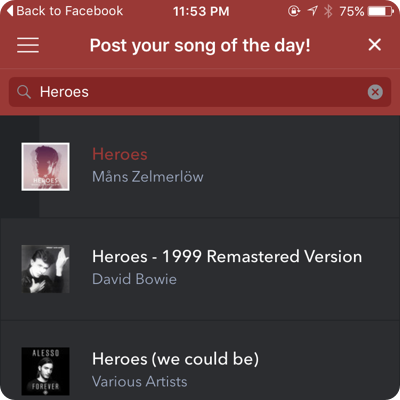 Back to Facebook 11:53 PM 75%
Post your song of the day!
Heroes
HEROES
Heroes
Måns Zelmerlöw
Heroes - 1999 Remastered Version
David Bowie
ALESSO
FOREVER
Heroes (we could be)
Various Artists